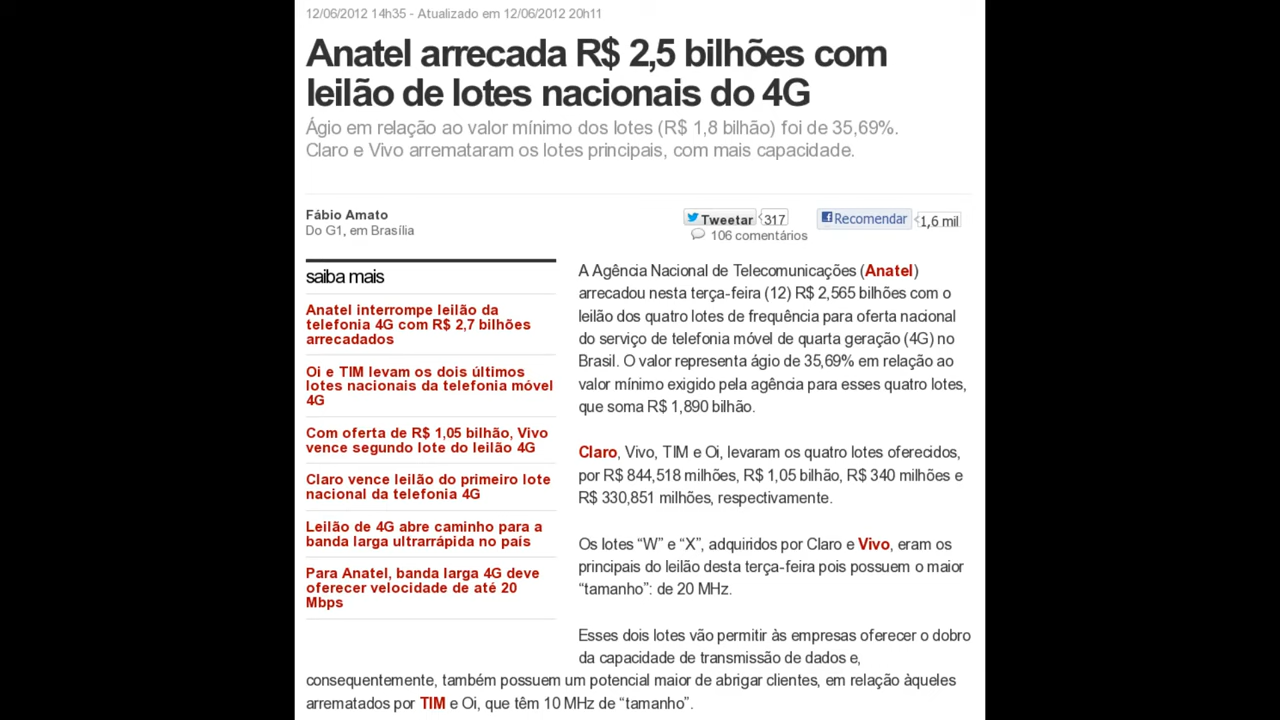 12/06/2012 14h35 - Atualizado em 12/06/2012 20h11
Anatel arrecada R$ 2,5 bilhões com
leilão de lotes nacionais do 4G
Ágio em relação ao valor mínimo dos lotes (R$ 1,8 bilhão) foi de 35,69%.
Claro e Vivo arremataram os lotes principais, com mais capacidade.
Fábio Amato
Do G1, em Brasília
Tweetar 317
Recomendar 1,6 mil
106 comentários
saiba mais
Anatel interrompe leilão da
telefonia 4G com R$ 2,7 bilhões
arrecadados
Oi e TIM levam os dois últimos
lotes nacionais da telefonia móvel
4G
Com oferta de R$ 1,05 bilhão, Vivo
vence segundo lote do leilão 4G
Claro vence leilão do primeiro lote
nacional da telefonia 4G
Leilão de 4G abre caminho para a
banda larga ultrarrápida no país
Para Anatel, banda larga 4G deve
oferecer velocidade de até 20
Mbps
A Agência Nacional de Telecomunicações (Anatel)
arrecadou nesta terça-feira (12) R$ 2,565 bilhões com o
leilão dos quatro lotes de frequência para oferta nacional
do serviço de telefonia móvel de quarta geração (4G) no
Brasil. O valor representa ágio de 35,69% em relação ao
valor mínimo exigido pela agência para esses quatro lotes,
que soma R$ 1,890 bilhão.
Claro, Vivo, TIM e Oi, levaram os quatro lotes oferecidos,
por R$ 844,518 milhões, R$ 1,05 bilhão, R$ 340 milhões e
R$ 330,851 milhões, respectivamente.
Os lotes “W” e “X”, adquiridos por Claro e Vivo, eram os
principais do leilão desta terça-feira pois possuem o maior
“tamanho”: de 20 MHz.
Esses dois lotes vão permitir às empresas oferecer o dobro
da capacidade de transmissão de dados e,
consequentemente, também possuem um potencial maior de abrigar clientes, em relação àqueles
arrematados por TIM e Oi, que têm 10 MHz de “tamanho”.